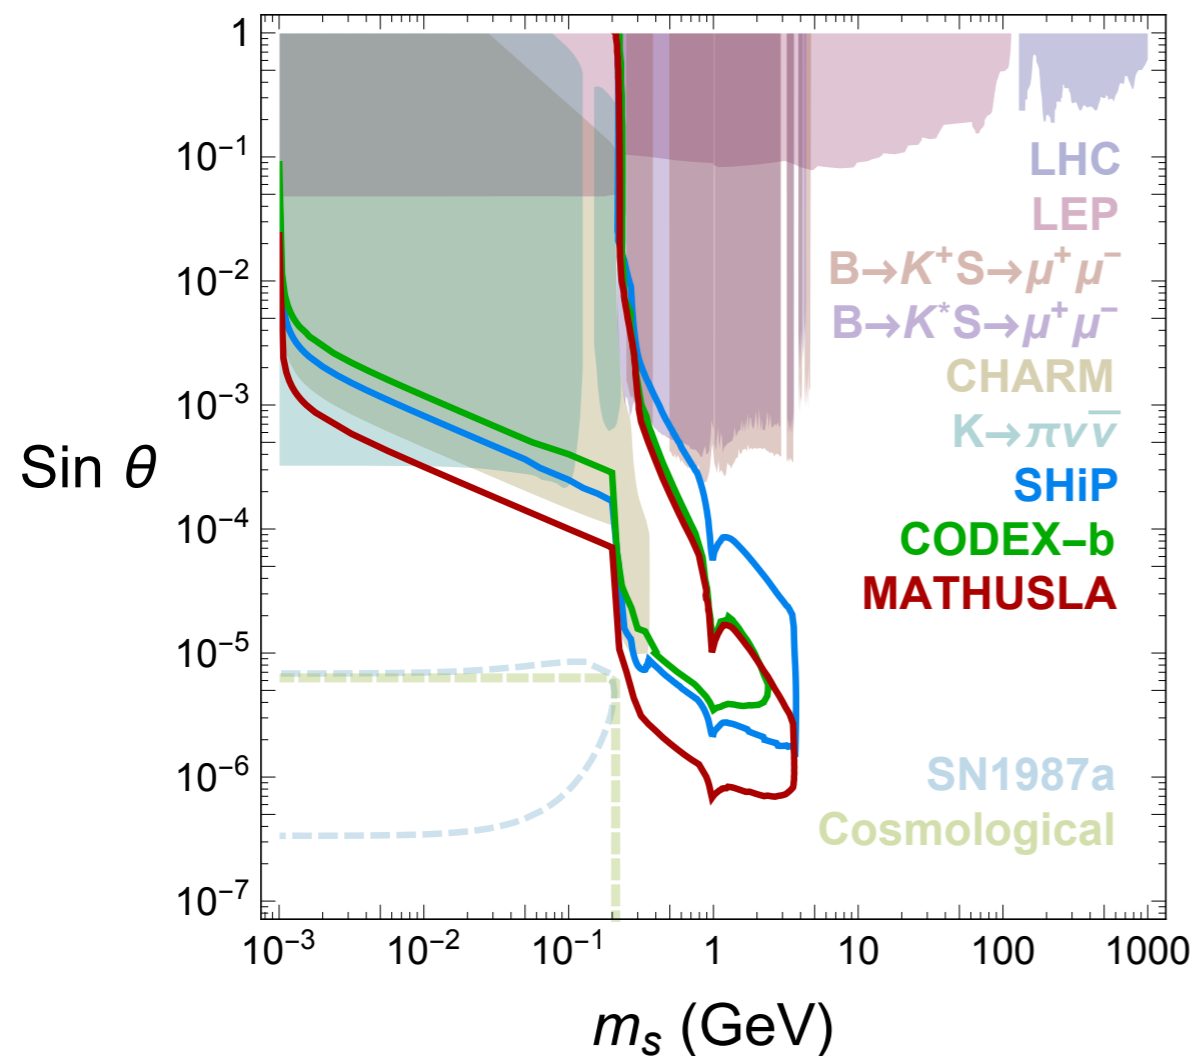 1
10⁻¹
10⁻²
10⁻³
10⁻⁴
10⁻⁵
10⁻⁶
10⁻⁷
Sin θ
LHC
LEP
B→K⁺S→μ⁺μ⁻
B→K*S→μ⁺μ⁻
CHARM
K→πνν̅
SHiP
CODEX–b
MATHUSLA
SN1987a
Cosmological
10⁻³ 10⁻² 10⁻¹ 1 10 100 1000
mₛ (GeV)